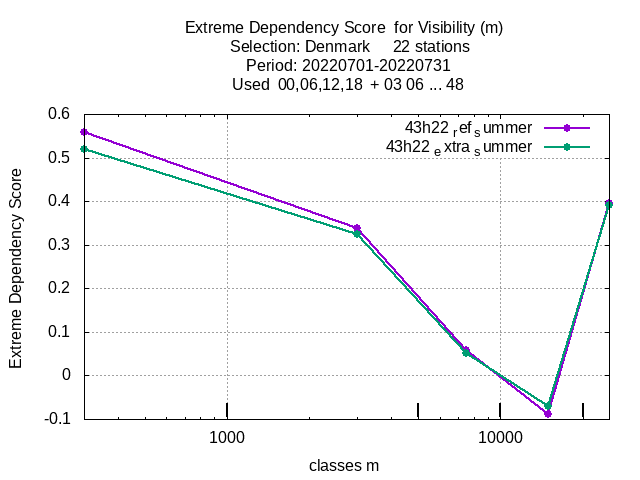 Extreme Dependency Score  for Visibility (m)
Selection: Denmark     22 stations
Period: 20220701-20220731
Used  00,06,12,18  + 03 06 ... 48
43h22 ref summer
43h22 extra summer
0.6
0.5
0.4
0.3
0.2
0.1
0
-0.1
Extreme Dependency Score
1000
10000
classes m